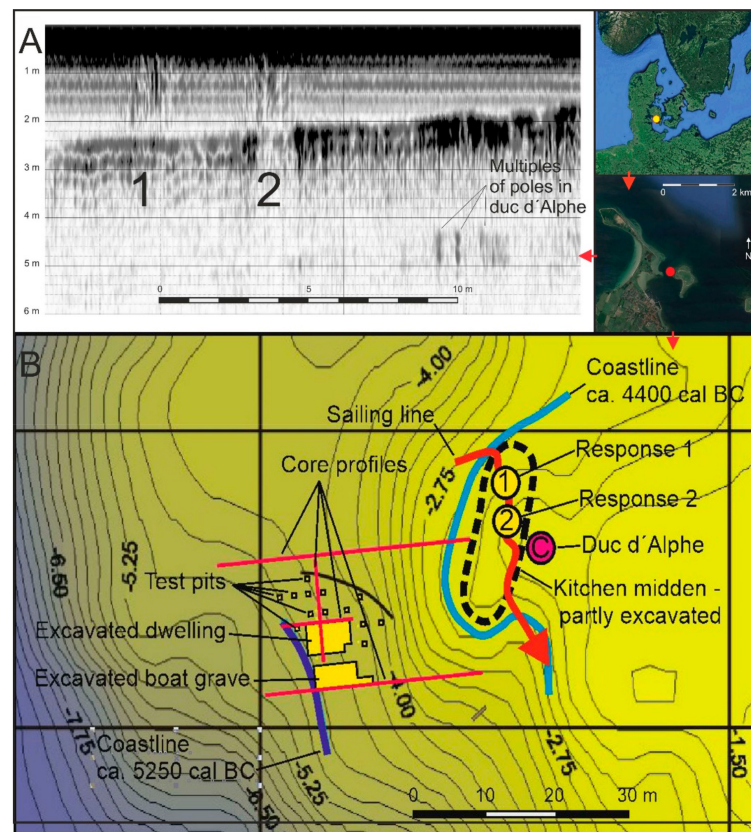 A
1 m
2 m
3 m
4 m
5 m
6 m
1
2
Multiples
of poles in
duc d´Alphe
0 5 10 m
0 2 km
N
B
-4.00
Coastline
ca. 4400 cal BC
Sailing line
Core profiles
-2.75
Response 1
1
Response 2
2
-6.50
-5.25
Duc d´Alphe
C
Test pits
Kitchen midden -
partly excavated
Excavated dwelling
Excavated boat grave
-4.00
-7.75
Coastline
ca. 5250 cal BC
-5.25
-6.50
-2.75
-1.50
0 10 20 30 m